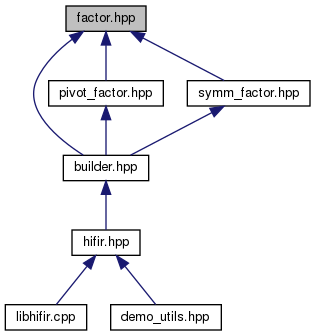 factor.hpp
pivot_factor.hpp
symm_factor.hpp
builder.hpp
hifir.hpp
libhifir.cpp
demo_utils.hpp